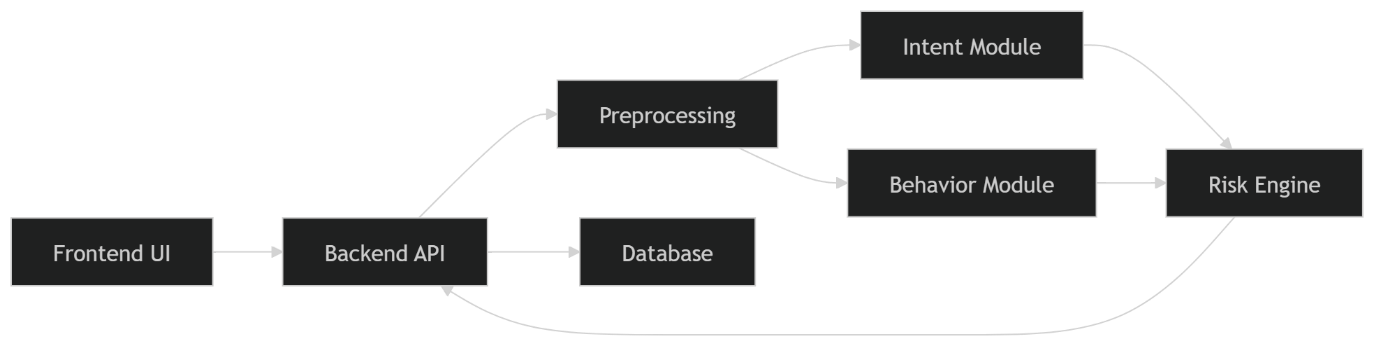 Intent Module
Preprocessing
Behavior Module
Risk Engine
Frontend UI
Backend API
Database